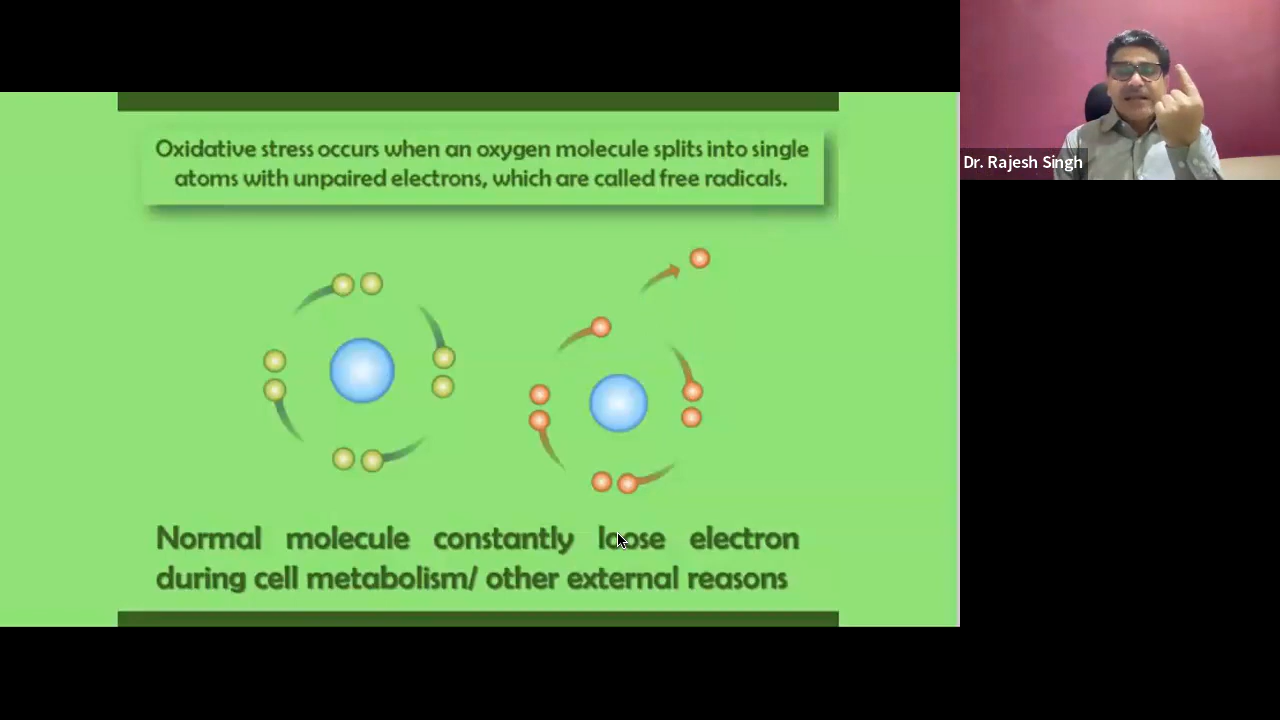 Oxidative stress occurs when an oxygen molecule splits into single
atoms with unpaired electrons, which are called free radicals.
Dr. Rajesh Singh
Normal molecule constantly loose electron
during cell metabolism/ other external reasons